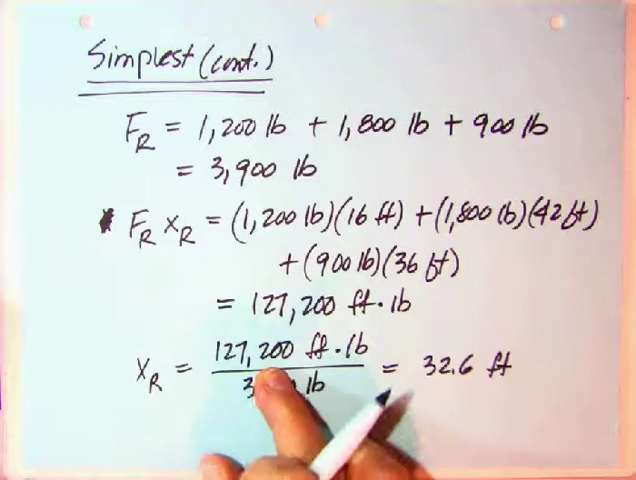 Simplest (cont.)
F_R = 1,200 lb + 1,800 lb + 900 lb
= 3,900 lb
F_R x_R = (1,200 lb)(16 ft) + (1,800 lb)(42 ft)
+ (900 lb)(36 ft)
= 127,200 ft·lb
x_R = 127,200 ft·lb / lb = 32.6 ft